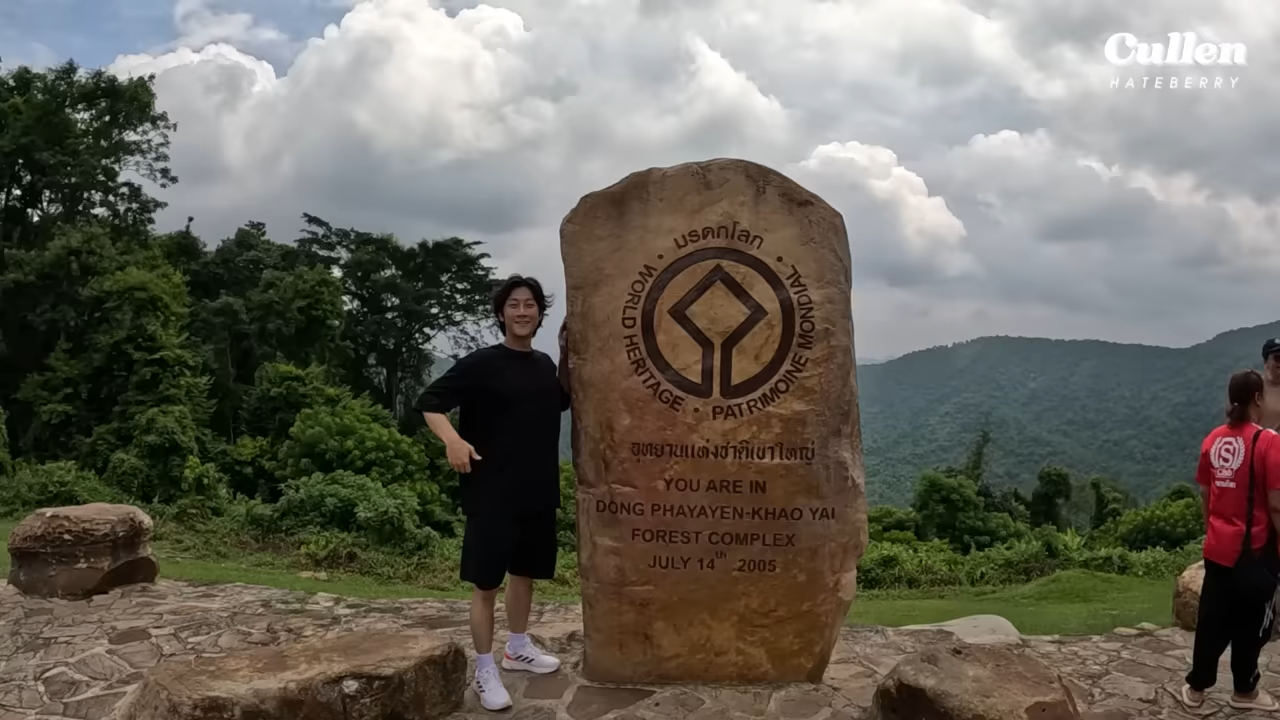 Cullen
HATEBERRY
มรดกโลก
WORLD HERITAGE • PATRIMOINE MONDIAL
อุทยานแห่งชาติเขาใหญ่
YOU ARE IN
DONG PHAYAYEN-KHAO YAI
FOREST COMPLEX
JULY 14th 2005